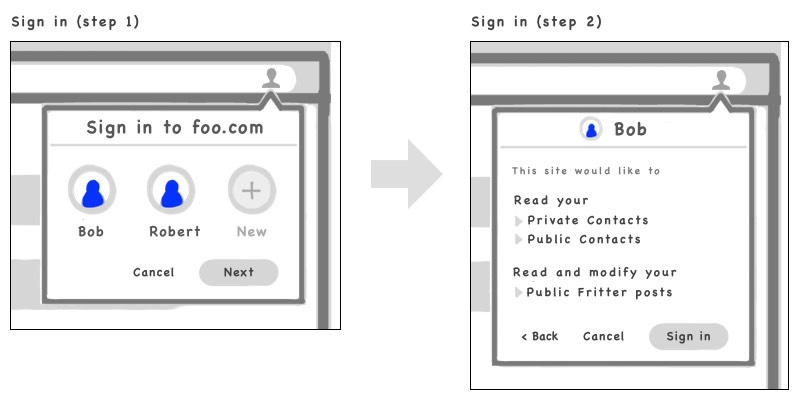 Sign in (step 1)
Sign in to foo.com
Bob
Robert
New
Cancel
Next
Sign in (step 2)
Bob
This site would like to
Read your
Private Contacts
Public Contacts
Read and modify your
Public Fritter posts
< Back
Cancel
Sign in